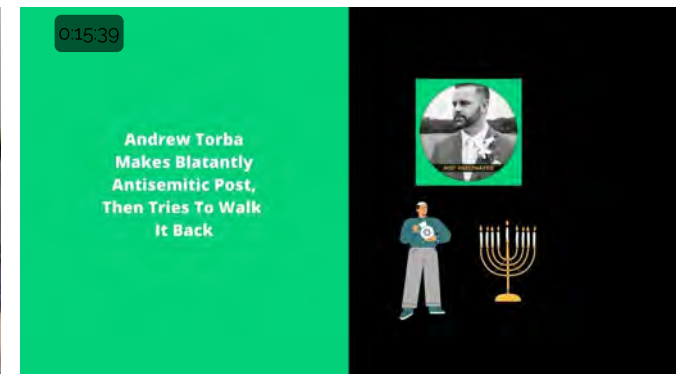 0:15:39
Andrew Torba
Makes Blatantly
Antisemitic Post,
Then Tries To Walk
It Back